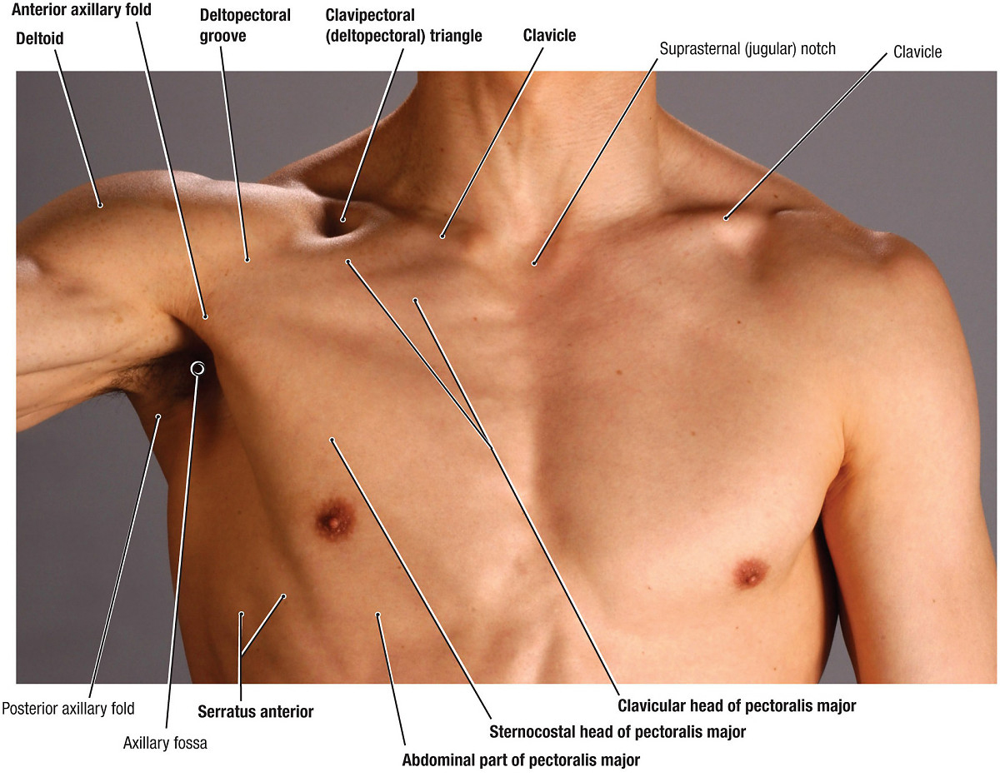 Anterior axillary fold
Deltoid
Deltopectoral
groove
Clavipectoral
(deltopectoral) triangle
Clavicle
Suprasternal (jugular) notch
Clavicle
Posterior axillary fold
Axillary fossa
Serratus anterior
Clavicular head of pectoralis major
Sternocostal head of pectoralis major
Abdominal part of pectoralis major